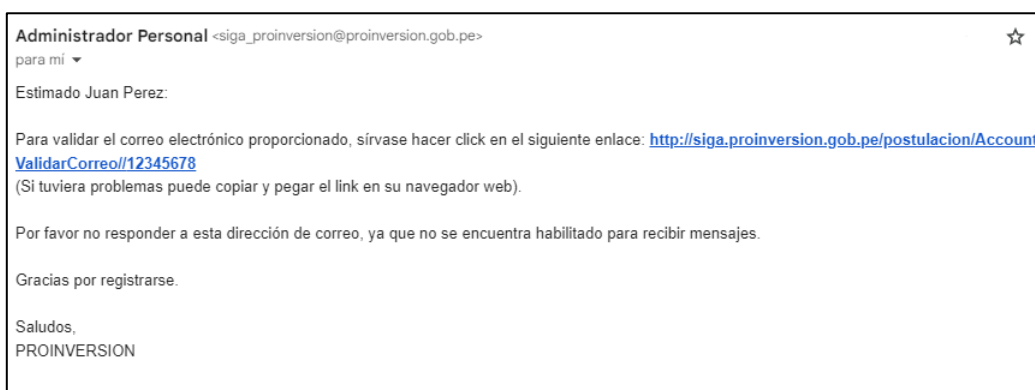 Administrador Personal <siga_proinversion@proinversion.gob.pe>
para mí
Estimado Juan Perez:
Para validar el correo electrónico proporcionado, sírvase hacer click en el siguiente enlace: http://siga.proinversion.gob.pe/postulacion/Account
ValidarCorreo//12345678
(Si tuviera problemas puede copiar y pegar el link en su navegador web).
Por favor no responder a esta dirección de correo, ya que no se encuentra habilitado para recibir mensajes.
Gracias por registrarse.
Saludos,
PROINVERSION